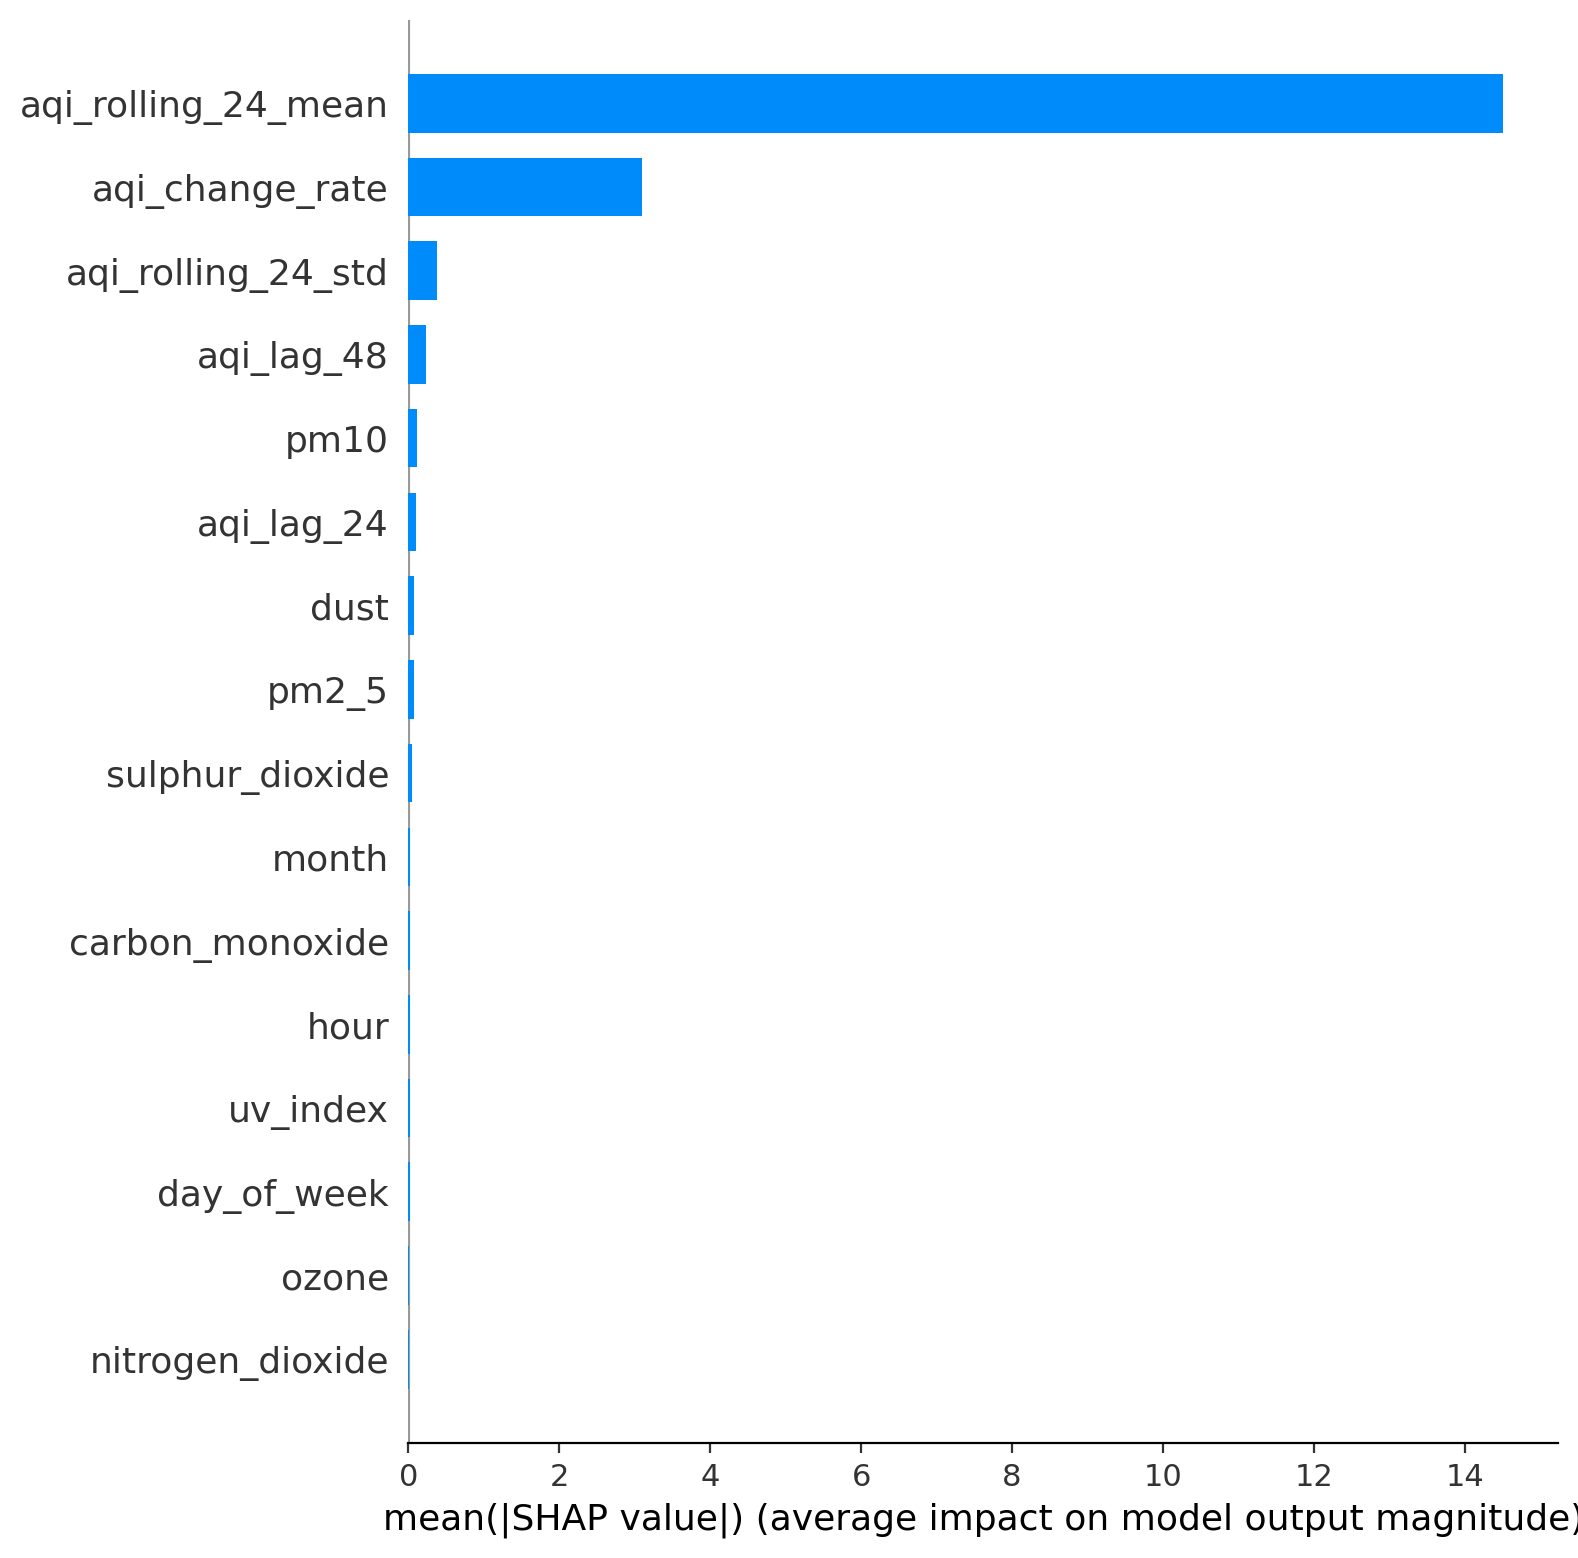 aqi_rolling_24_mean
aqi_change_rate
aqi_rolling_24_std
aqi_lag_48
pm10
aqi_lag_24
dust
pm2_5
sulphur_dioxide
month
carbon_monoxide
hour
uv_index
day_of_week
ozone
nitrogen_dioxide
0 2 4 6 8 10 12 14
mean(|SHAP value|) (average impact on model output magnitude)